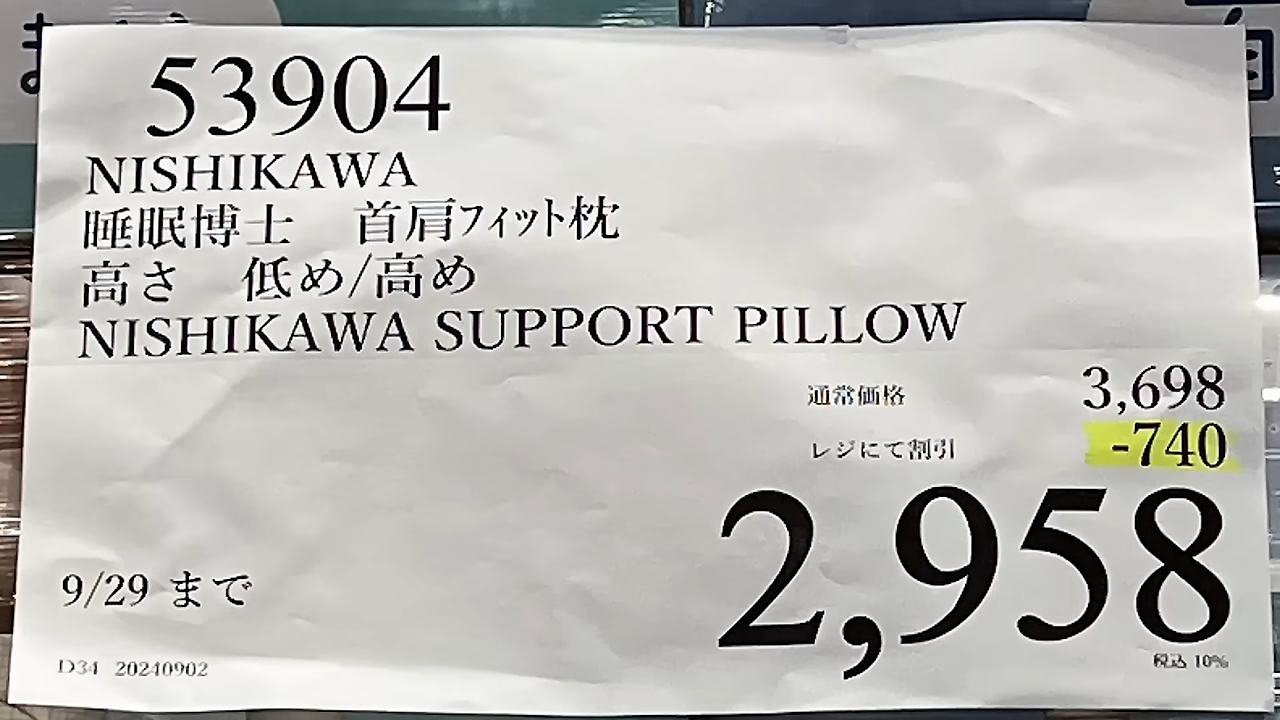 53904
NISHIKAWA
睡眠博士　首肩フィット枕
高さ　低め/高め
NISHIKAWA SUPPORT PILLOW
通常価格 3,698
レジにて割引 -740
2,958
税込 10%
9/29 まで
D34 20240902